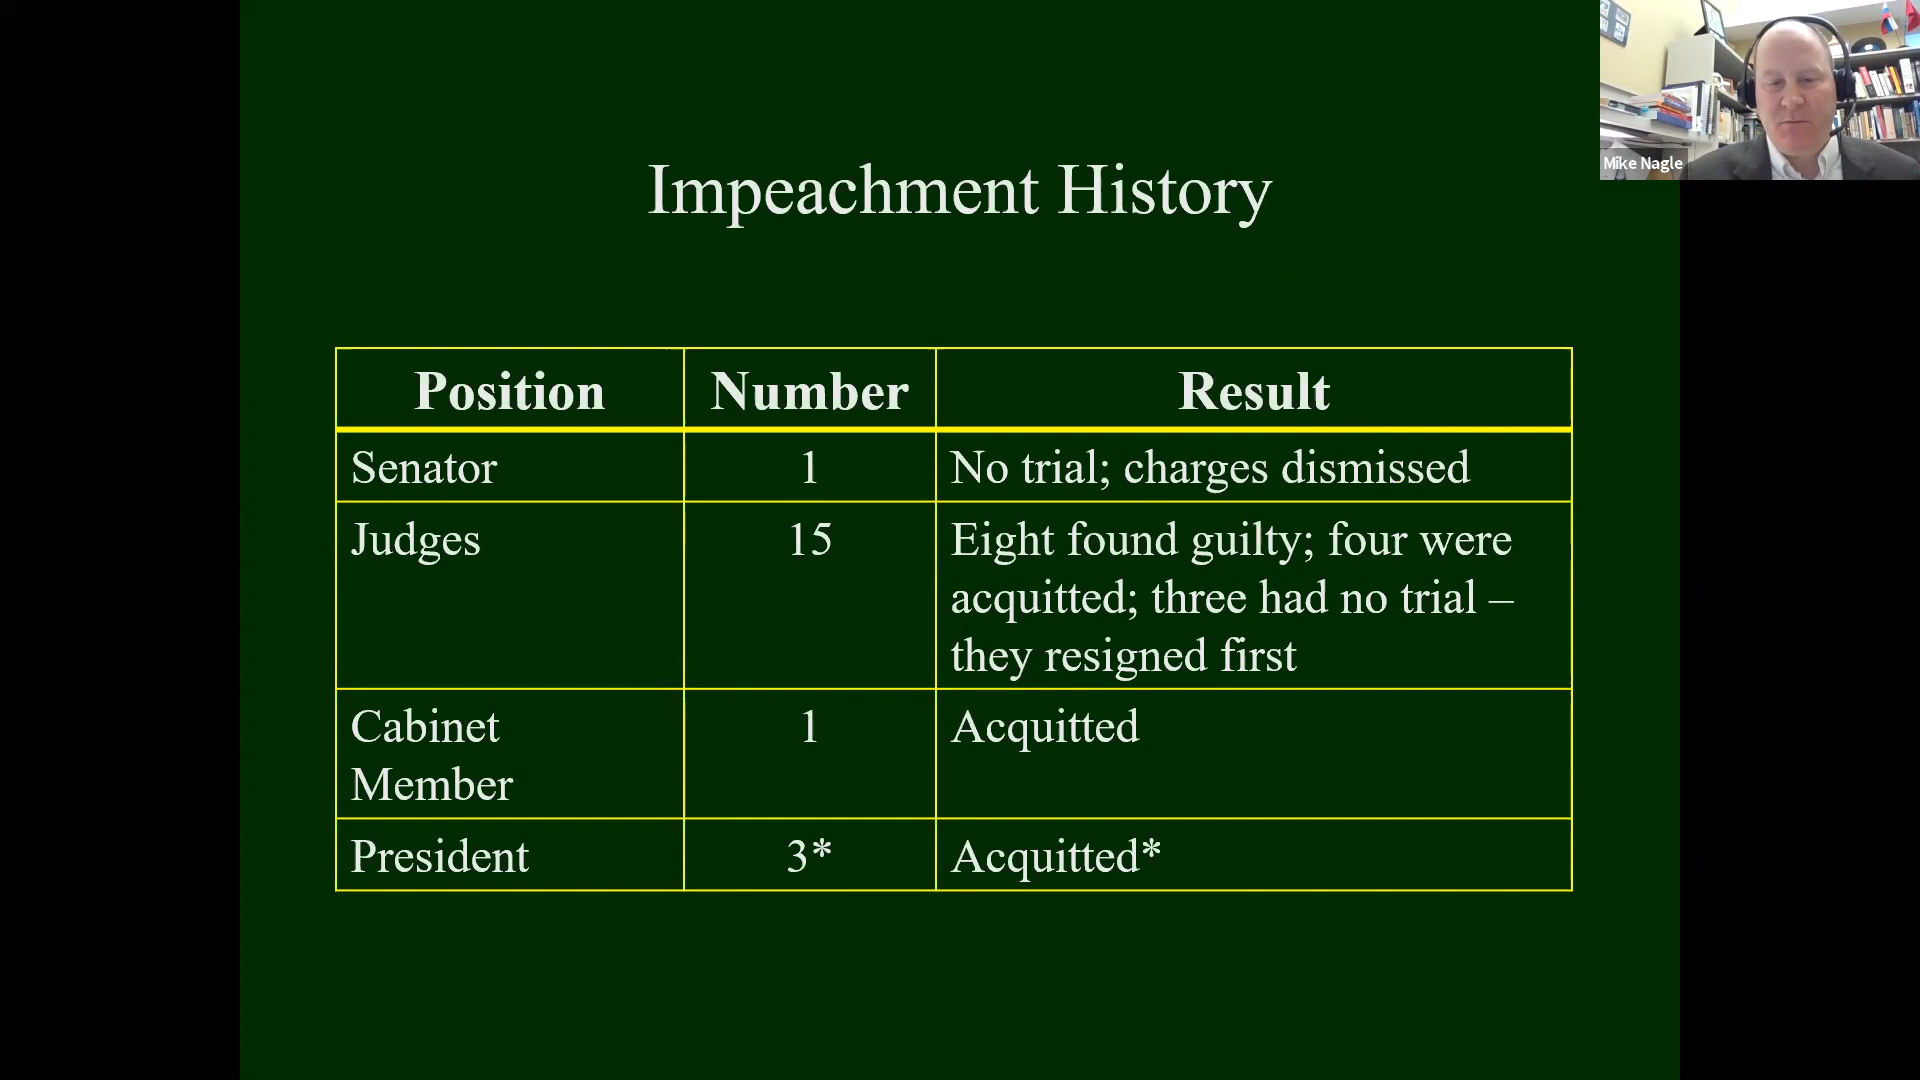 Impeachment History
Position Number Result
Senator 1 No trial; charges dismissed
Judges 15 Eight found guilty; four were
acquitted; three had no trial –
they resigned first
Cabinet 1 Acquitted
Member
President 3* Acquitted*
Mike Nagle